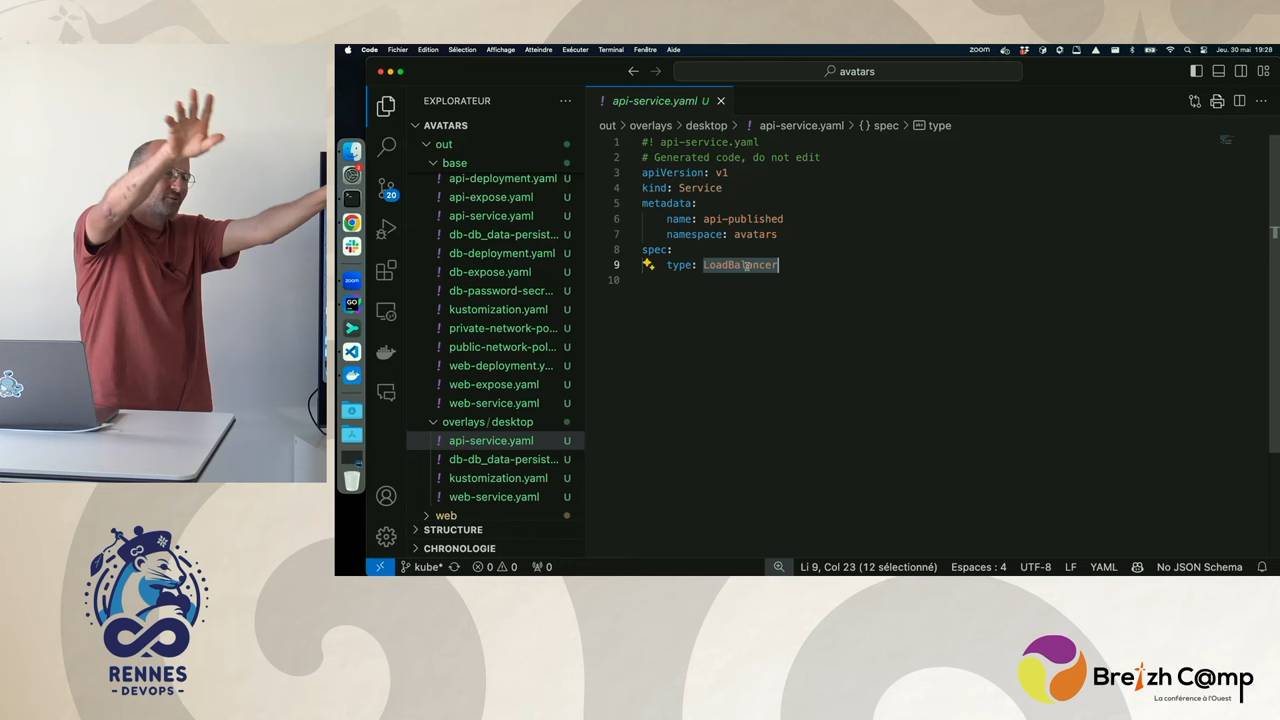 Code Fichier Edition Sélection Affichage Atteindre Exécuter Terminal Fenêtre Aide
zoom
Jeu. 30 mai 19:28
avatars
EXPLORATEUR
AVATARS
out
base
api-deployment.yaml U
api-expose.yaml U
api-service.yaml U
db-db_data-persist... U
db-deployment.yaml U
db-expose.yaml U
db-password-secr... U
kustomization.yaml U
private-network-po... U
public-network-pol... U
web-deployment.y... U
web-expose.yaml U
web-service.yaml U
overlays/desktop
api-service.yaml U
db-db_data-persist... U
kustomization.yaml U
web-service.yaml U
web
STRUCTURE
CHRONOLOGIE
20
api-service.yaml U
out > overlays > desktop > ! api-service.yaml > {} spec > type
1 #! api-service.yaml
2 # Generated code, do not edit
3 apiVersion: v1
4 kind: Service
5 metadata:
6 name: api-published
7 namespace: avatars
8 spec:
9 type: LoadBalancer
10
kube* 0 0 0
Li 9, Col 23 (12 sélectionné) Espaces : 4 UTF-8 LF YAML No JSON Schema
RENNES
- DEVOPS -
Breizh C@mp
La conférence à l'Ouest